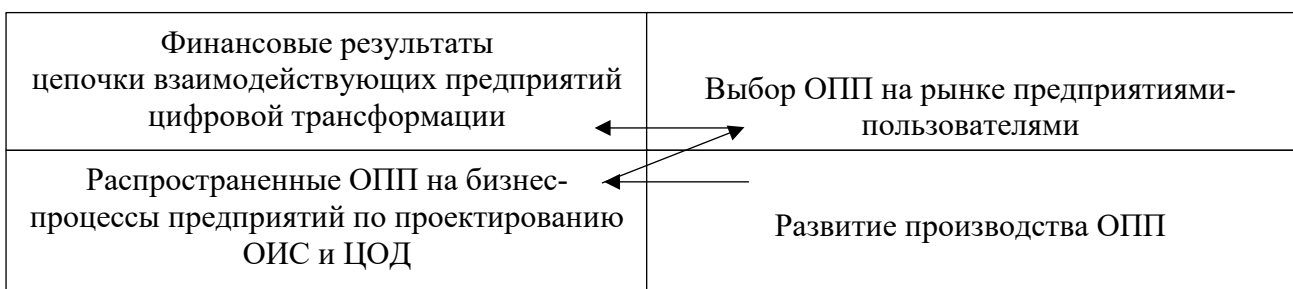 Финансовые результаты
цепочки взаимодействующих предприятий
цифровой трансформации
Выбор ОПП на рынке предприятиями-
пользователями
Распространенные ОПП на бизнес-
процессы предприятий по проектированию
ОИС и ЦОД
Развитие производства ОПП